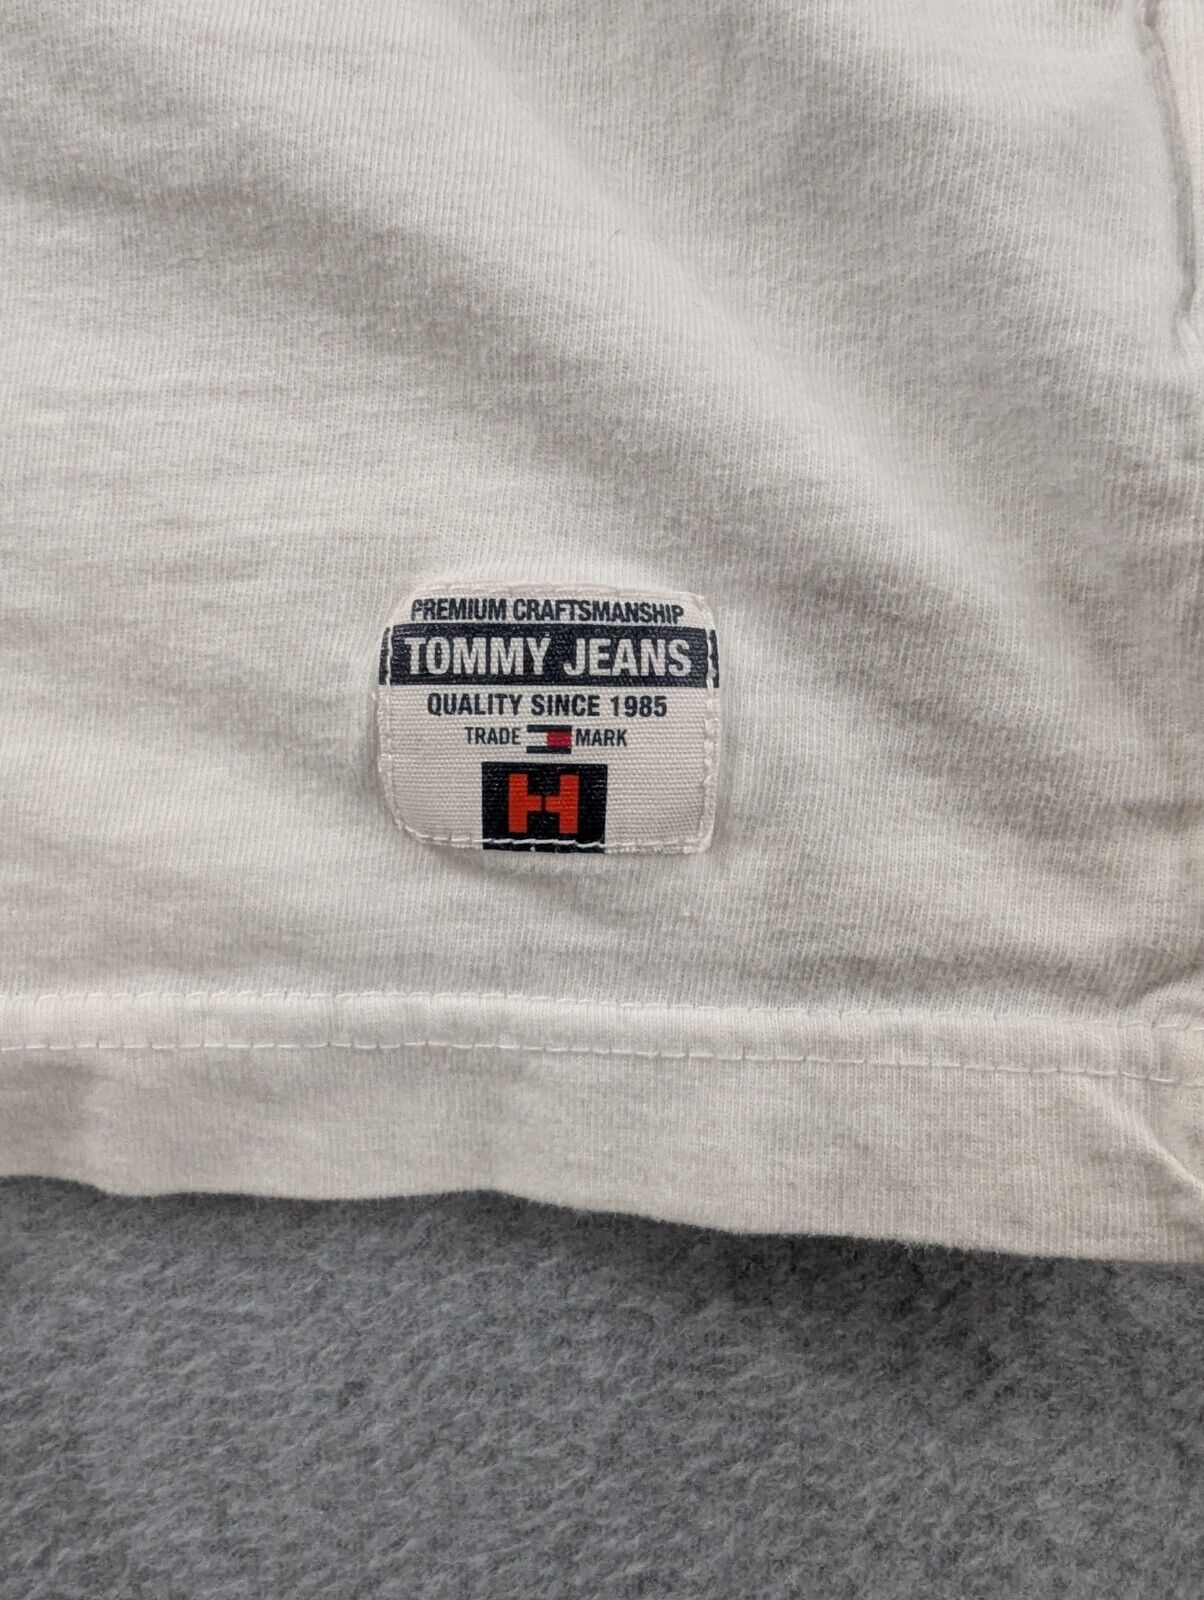 PREMIUM CRAFTSMANSHIP
TOMMY JEANS
QUALITY SINCE 1985
TRADE MARK
H